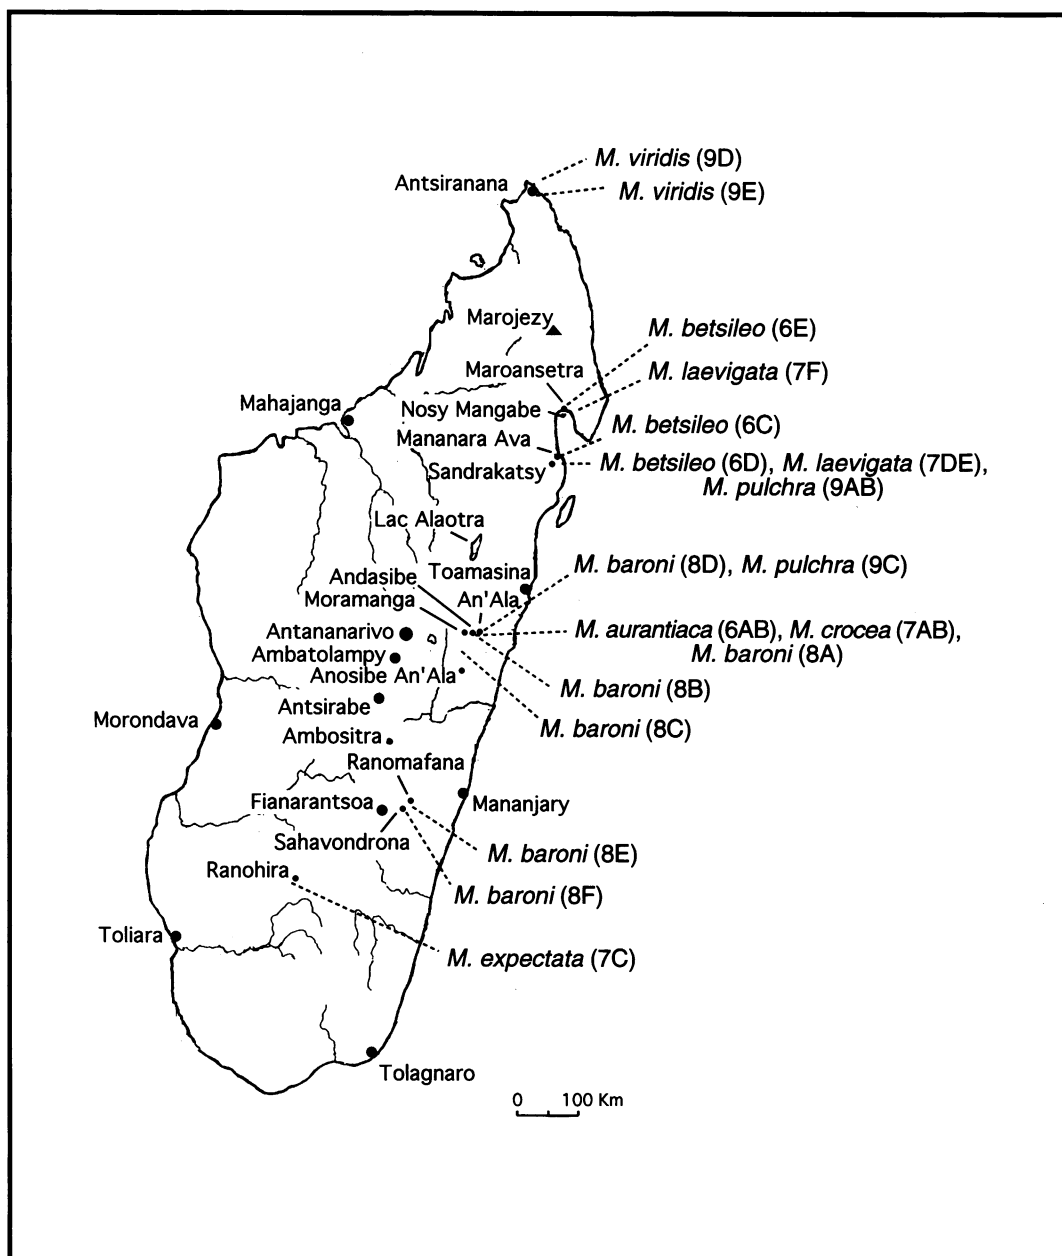 M. viridis (9D)
Antsiranana
M. viridis (9E)
Marojezy
M. betsileo (6E)
Maroansetra
M. laevigata (7F)
Mahajanga
Nosy Mangabe
M. betsileo (6C)
Mananara Ava
Sandrakatsy
M. betsileo (6D), M. laevigata (7DE),
M. pulchra (9AB)
Lac Alaotra
Andasibe
Toamasina
M. baroni (8D), M. pulchra (9C)
Moramanga
An'Ala
Antananarivo
M. aurantiaca (6AB), M. crocea (7AB),
M. baroni (8A)
Ambatolampy
Anosibe An'Ala
M. baroni (8B)
Antsirabe
Morondava
M. baroni (8C)
Ambositra
Ranomafana
Fianarantsoa
Mananjary
Sahavondrona
M. baroni (8E)
Ranohira
M. baroni (8F)
Toliara
M. expectata (7C)
Tolagnaro
0 100 Km